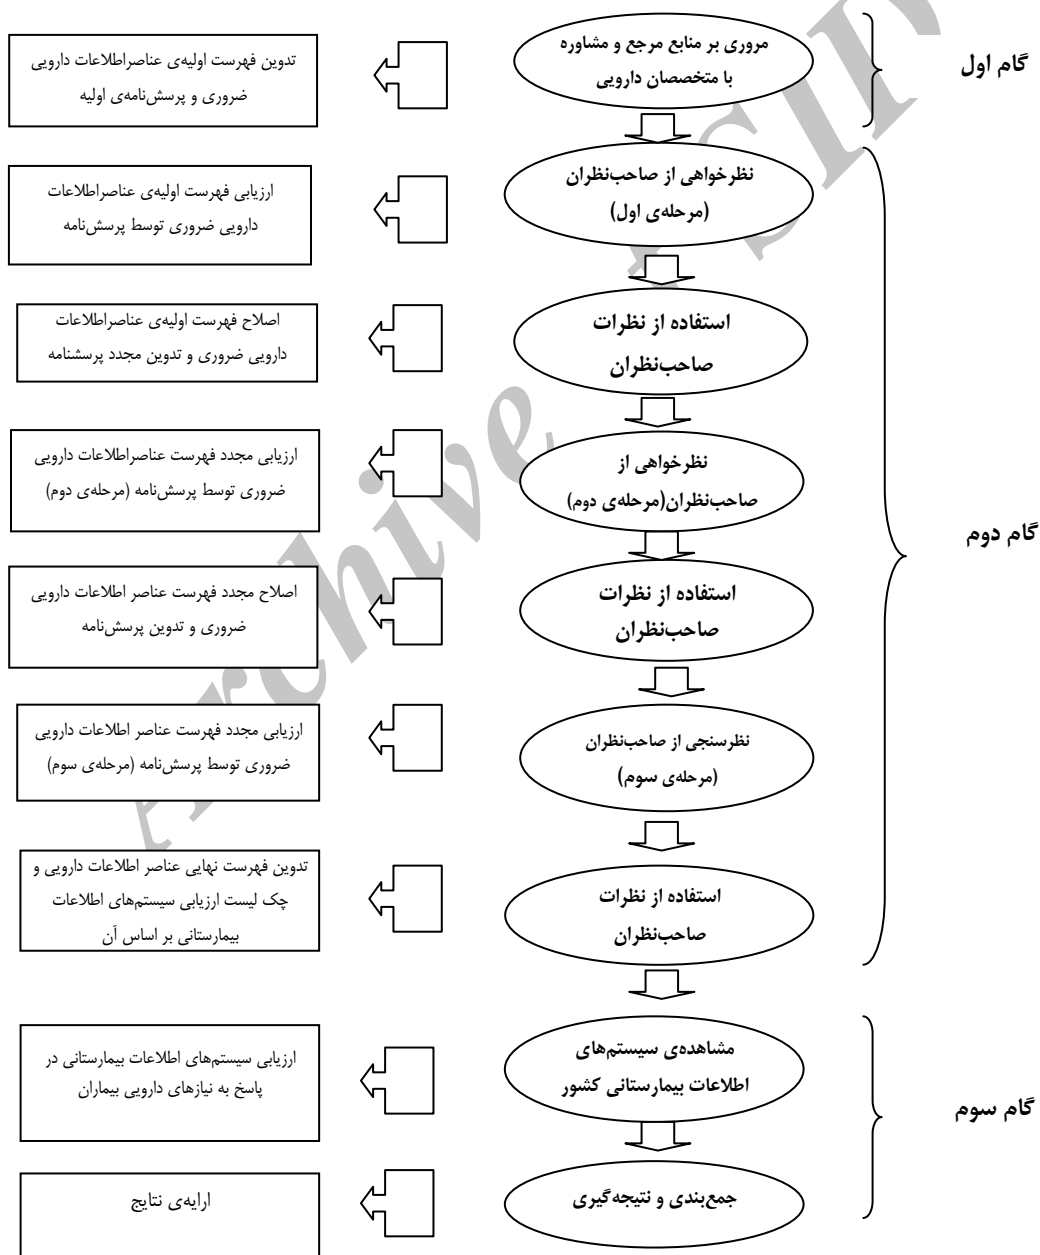 گام اول
مروری بر منابع مرجع و مشاوره
با متخصصان دارویی
تدوین فهرست اولیه‌ی عناصراطلاعات دارویی
ضروری و پرسش‌نامه‌ی اولیه
گام دوم
نظرخواهی از صاحب‌نظران
(مرحله‌ی اول)
ارزیابی فهرست اولیه‌ی عناصراطلاعات
دارویی ضروری توسط پرسش‌نامه
استفاده از نظرات
صاحب‌نظران
اصلاح فهرست اولیه‌ی عناصراطلاعات
دارویی ضروری و تدوین مجدد پرسشنامه
نظرخواهی از
صاحب‌نظران(مرحله‌ی دوم)
ارزیابی مجدد فهرست عناصراطلاعات دارویی
ضروری توسط پرسش‌نامه (مرحله‌ی دوم)
استفاده از نظرات
صاحب‌نظران
اصلاح مجدد فهرست عناصر اطلاعات دارویی
ضروری و تدوین پرسش‌نامه
نظرسنجی از صاحب‌نظران
(مرحله‌ی سوم)
ارزیابی مجدد فهرست عناصر اطلاعات دارویی
ضروری توسط پرسش‌نامه (مرحله‌ی سوم)
استفاده از نظرات
صاحب‌نظران
تدوین فهرست نهایی عناصر اطلاعات دارویی و
چک لیست ارزیابی سیستم‌های اطلاعات
بیمارستانی بر اساس آن
گام سوم
مشاهده‌ی سیستم‌های
اطلاعات بیمارستانی کشور
ارزیابی سیستم‌های اطلاعات بیمارستانی در
پاسخ به نیازهای دارویی بیماران
جمع‌بندی و نتیجه‌گیری
ارایه‌ی نتایج
Archive
SID